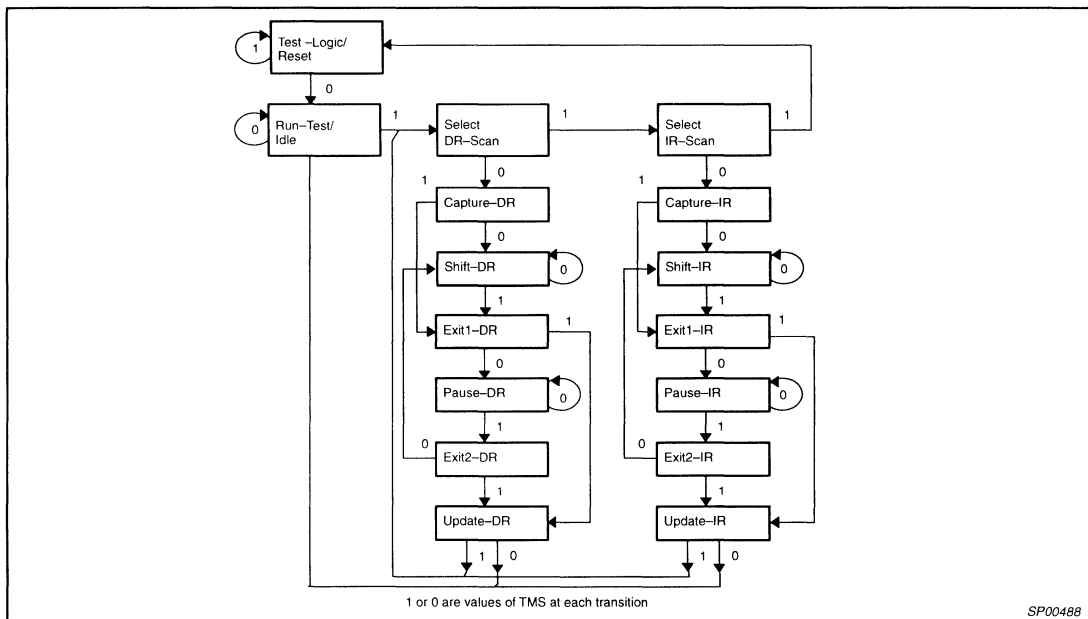 Test –Logic/
Reset
1
0
Run–Test/
Idle
0
1
Select
DR–Scan
1
Select
IR–Scan
1
0
0
1
Capture–DR
1
Capture–IR
0
0
Shift–DR
0
Shift–IR
0
1
1
Exit1–DR
1
Exit1–IR
1
0
0
Pause–DR
0
Pause–IR
0
1
1
0
Exit2–DR
0
Exit2–IR
1
1
Update–DR
Update–IR
1
0
1
0
1 or 0 are values of TMS at each transition
SP00488